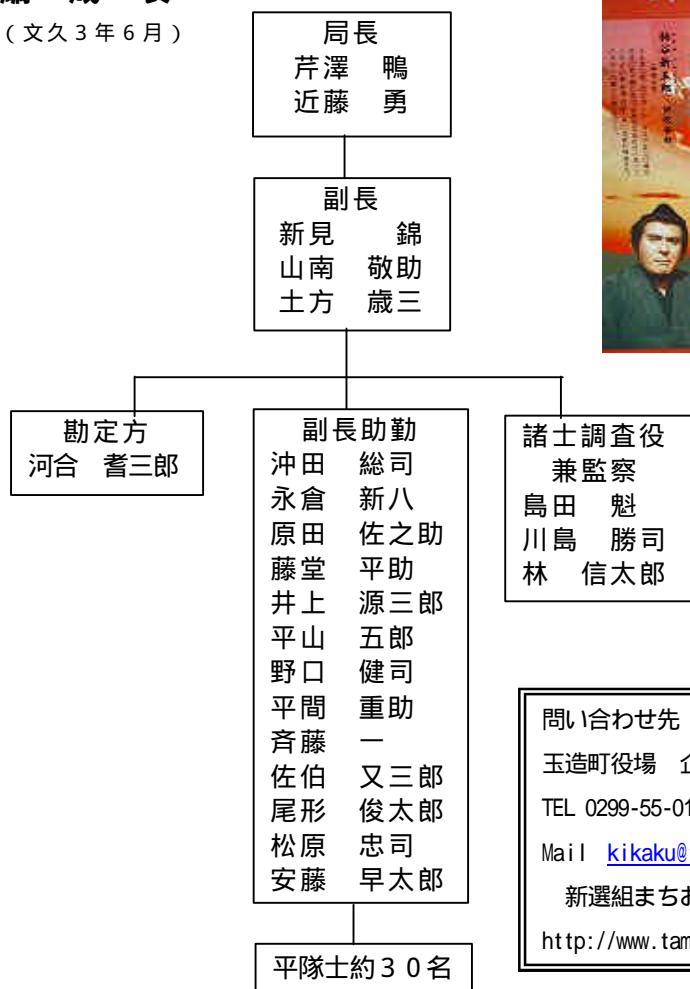 編成表
（文久３年６月）
局長
芹澤　鴨
近藤　勇
副長
新見　　錦
山南　敬助
土方　歳三
勘定方
河合　耆三郎
副長助勤
沖田　総司
永倉　新八
原田　佐之助
藤堂　平助
井上　源三郎
平山　五郎
野口　健司
平間　重助
斉藤　一
佐伯　又三郎
尾形　俊太郎
松原　忠司
安藤　早太郎
諸士調査役
兼監察
島田　魁
川島　勝司
林　信太郎
平隊士約３０名
問い合わせ先
玉造町役場
TEL 0299-55-01
Mail kikaku@
新選組まちお
http://www.tam